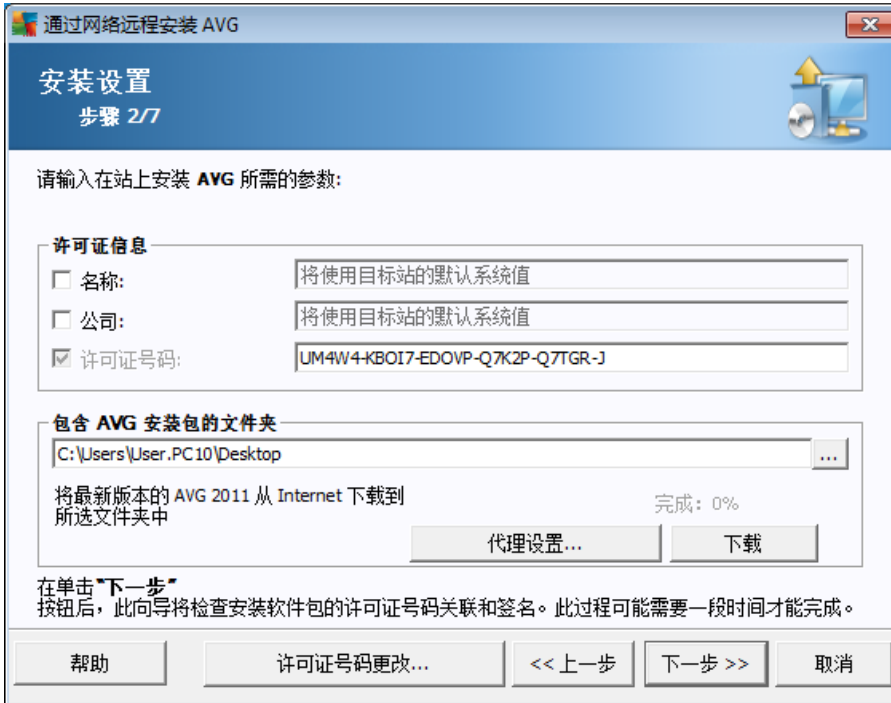 通过网络远程安装 AVG
安装设置
步骤 2/7
请输入在站上安装 AVG 所需的参数:
许可证信息
名称:
将使用目标站的默认系统值
公司:
将使用目标站的默认系统值
许可证号码:
UM4W4-KBOI7-EDOVP-Q7K2P-Q7TGR-J
包含 AVG 安装包的文件夹
C:\Users\User.PC10\Desktop
...
将最新版本的 AVG 2011 从 Internet 下载到
所选文件夹中
完成: 0%
代理设置...
下载
在单击"下一步"
按钮后，此向导将检查安装软件包的许可证号码关联和签名。此过程可能需要一段时间才能完成。
帮助
许可证号码更改...
<< 上一步
下一步 >>
取消